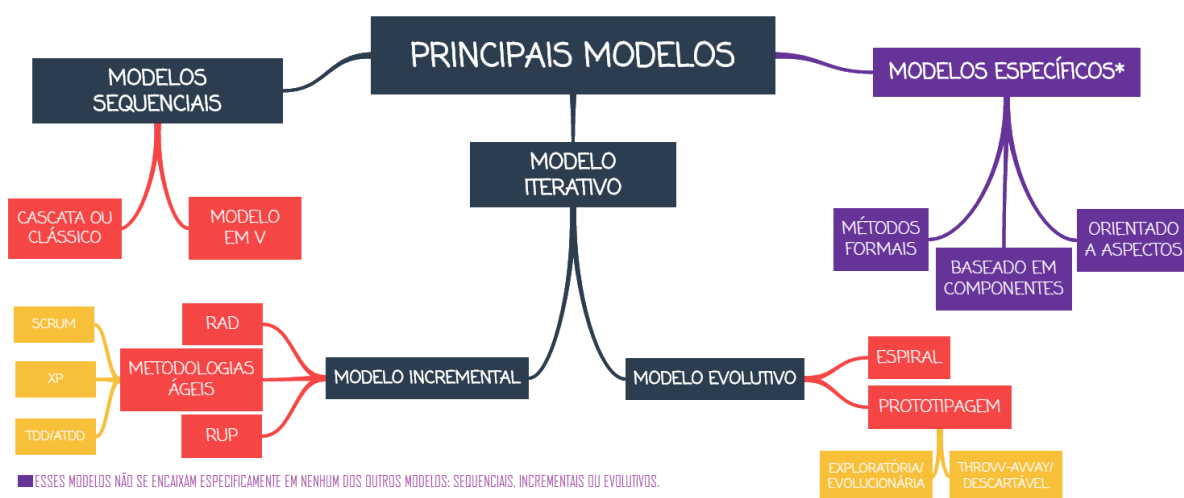 PRINCIPAIS MODELOS
MODELOS
SEQUENCIAIS
MODELOS ESPECÍFICOS*
MODELO
ITERATIVO
CASCATA OU
CLÁSSICO
MODELO
EM V
MÉTODOS
FORMAIS
BASEADO EM
COMPONENTES
ORIENTADO
A ASPECTOS
SCRUM
XP
TDD/ATDD
RAD
METODOLOGIAS
ÁGEIS
RUP
MODELO INCREMENTAL
MODELO EVOLUTIVO
ESPIRAL
PROTOTIPAGEM
EXPLORATÓRIA/
EVOLUCIONÁRIA
THROW-AWAY/
DESCARTÁVEL
ESSES MODELOS NÃO SE ENCAIXAM ESPECIFICAMENTE EM NENHUM DOS OUTROS MODELOS: SEQUENCIAIS, INCREMENTAIS OU EVOLUTIVOS.